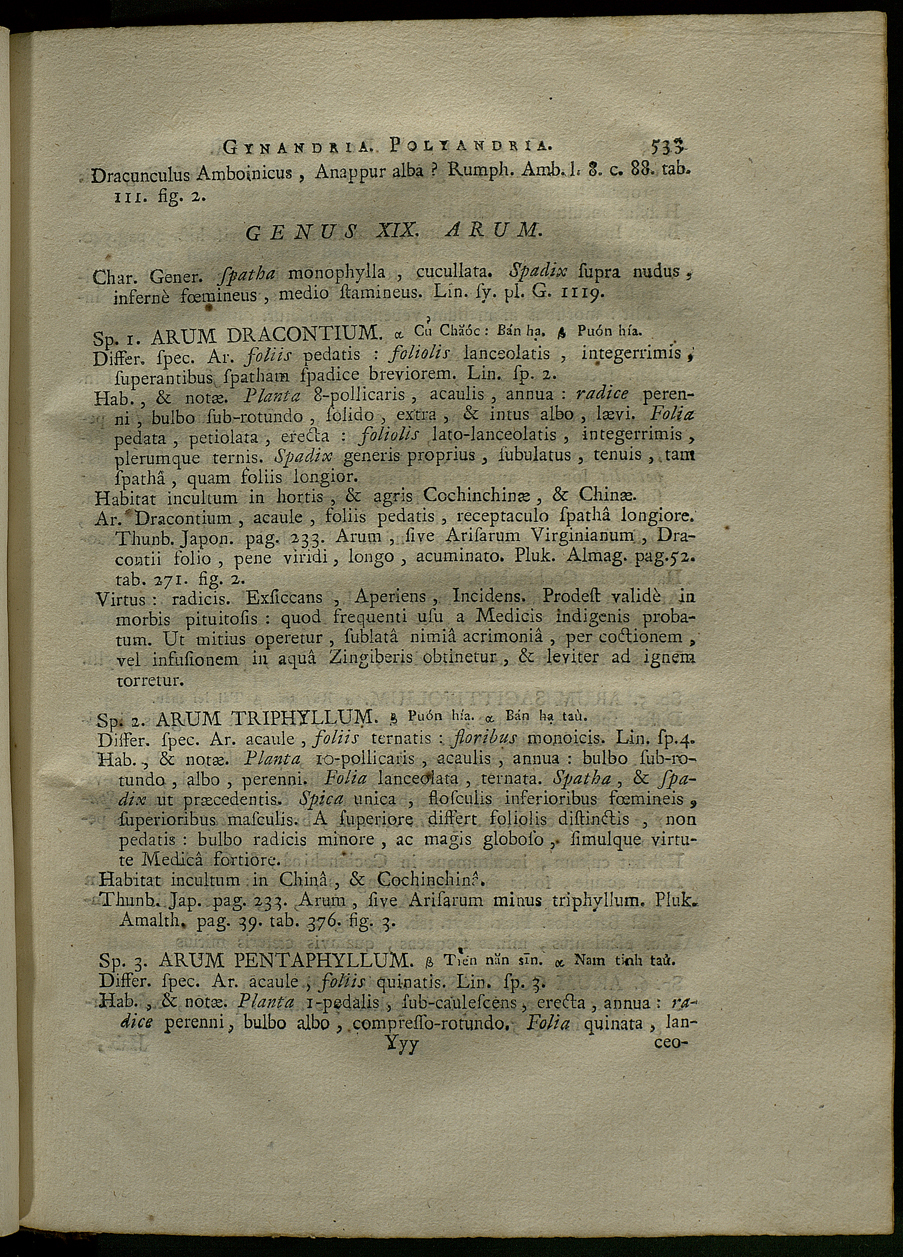 GYNANDRIA. POLYANDRIA. 533
Dracunculus Amboinicus , Anappur alba ? Rumph. Amb. l. 8. c. 88. tab.
111. fig. 2.
GENUS XIX. ARUM.
Char. Gener. ſpatha monophylla , cucullata. Spadix ſupra nudus ,
infernè fœmineus , medio ſtamineus. Lin. ſy. pl. G. 1119.
Sp. 1. ARUM DRACONTIUM. α Củ Chăóc : Bán hạ. β Puón hía.
Differ. ſpec. Ar. foliis pedatis : foliolis lanceolatis , integerrimis ,
ſuperantibus ſpatham ſpadice breviorem. Lin. ſp. 2.
Hab. , & notæ. Planta 8-pollicaris , acaulis , annua : radice peren-
ni , bulbo ſub-rotundo , ſolido , extra , & intus albo , lævi. Folia
pedata , petiolata , erecta : foliolis lato-lanceolatis , integerrimis ,
plerumque ternis. Spadix generis proprius , ſubulatus , tenuis , tam
ſpathâ , quam foliis longior.
Habitat incultum in hortis , & agris Cochinchinæ , & Chinæ.
Ar. Dracontium , acaule , foliis pedatis , receptaculo ſpathâ longiore.
Thunb. Japon. pag. 233. Arum , ſive Ariſarum Virginianum , Dra-
contii folio , pene viridi , longo , acuminato. Pluk. Almag. pag.52.
tab. 271. fig. 2.
Virtus : radicis. Exſiccans , Aperiens , Incidens. Prodeſt validè in
morbis pituitoſis : quod frequenti uſu a Medicis indigenis proba-
tum. Ut mitius operetur , ſublatâ nimiâ acrimoniâ , per coctionem ,
vel infuſionem in aquâ Zingiberis obtinetur , & leviter ad ignem
torretur.
Sp. 2. ARUM TRIPHYLLUM. β Puón hía. α Bán hạ taù.
Differ. ſpec. Ar. acaule , foliis ternatis : floribus monoicis. Lin. ſp.4.
Hab. , & notæ. Planta 10-pollicaris , acaulis , annua : bulbo ſub-ro-
tundo , albo , perenni. Folia lanceolata , ternata. Spatha , & ſpa-
dix ut præcedentis. Spica unica , floſculis inferioribus fœmineis ,
ſuperioribus maſculis. A ſuperiore differt foliolis diſtinctis , non
pedatis : bulbo radicis minore , ac magis globoſo , ſimulque virtu-
te Medicâ fortiore.
Habitat incultum in Chinâ , & Cochinchinâ.
Thunb. Jap. pag. 233. Arum , ſive Ariſarum minus triphyllum. Pluk.
Amalth. pag. 39. tab. 376. fig. 3.
Sp. 3. ARUM PENTAPHYLLUM. β Tien nân sīn. α Nam tinh taù.
Differ. ſpec. Ar. acaule , foliis quinatis. Lin. ſp. 3.
Hab. , & notæ. Planta 1-pedalis , ſub-cauleſcens , erecta , annua : ra-
dice perenni , bulbo albo , compreſſo-rotundo. Folia quinata , lan-
Yyy ceo-